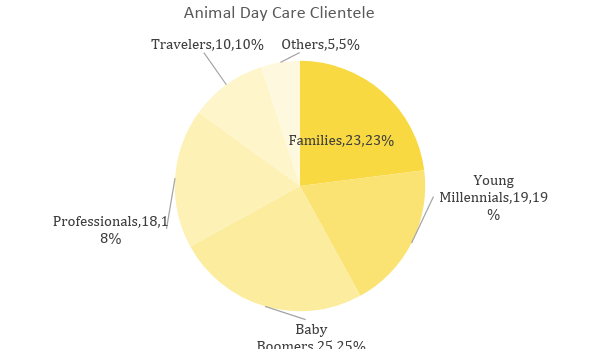 Animal Day Care Clientele
Travelers,10,10%
Others,5,5%
Families,23,23%
Young
Millennials,19,19
%
Professionals,18,1
8%
Baby
Boomers,25,25%